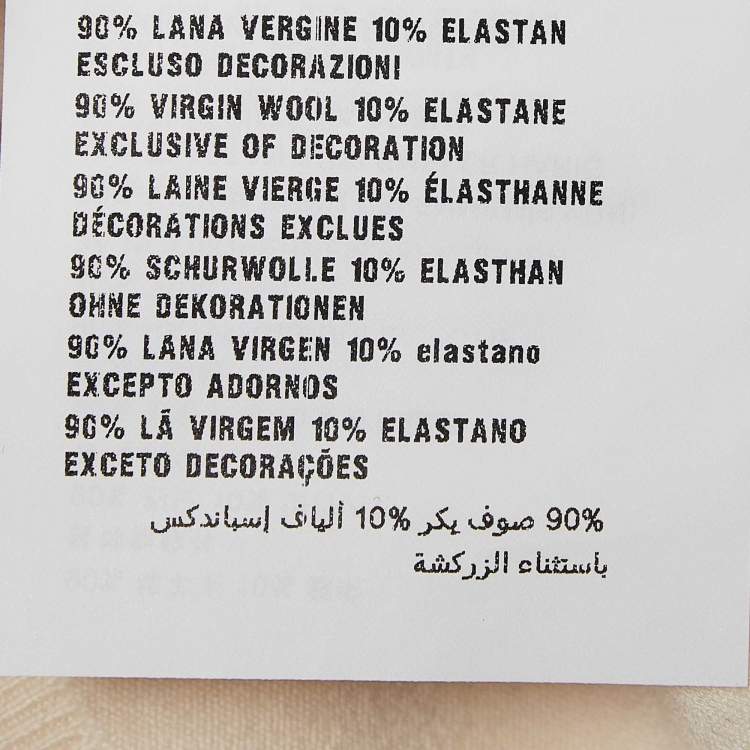 90% LANA VERGINE 10% ELASTAN
ESCLUSO DECORAZIONI
90% VIRGIN WOOL 10% ELASTANE
EXCLUSIVE OF DECORATION
90% LAINE VIERGE 10% ÉLASTHANNE
DÉCORATIONS EXCLUES
90% SCHURWOLLE 10% ELASTHAN
OHNE DEKORATIONEN
90% LANA VIRGEN 10% elastano
EXCEPTO ADORNOS
90% LÃ VIRGEM 10% ELASTANO
EXCETO DECORAÇÕES
90% صوف بكر 10% ألياف إسباندكس
باستثناء الزركشة